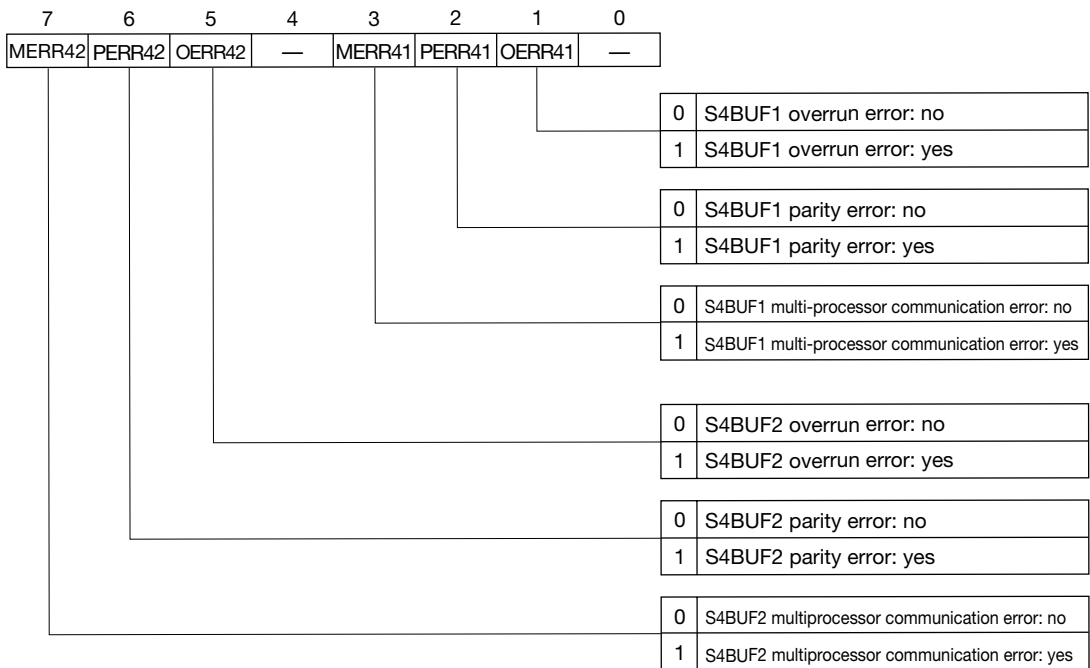 7 6 5 4 3 2 1 0
MERR42 PERR42 OERR42 — MERR41 PERR41 OERR41 —
0 S4BUF1 overrun error: no
1 S4BUF1 overrun error: yes
0 S4BUF1 parity error: no
1 S4BUF1 parity error: yes
0 S4BUF1 multi-processor communication error: no
1 S4BUF1 multi-processor communication error: yes
0 S4BUF2 overrun error: no
1 S4BUF2 overrun error: yes
0 S4BUF2 parity error: no
1 S4BUF2 parity error: yes
0 S4BUF2 multiprocessor communication error: no
1 S4BUF2 multiprocessor communication error: yes